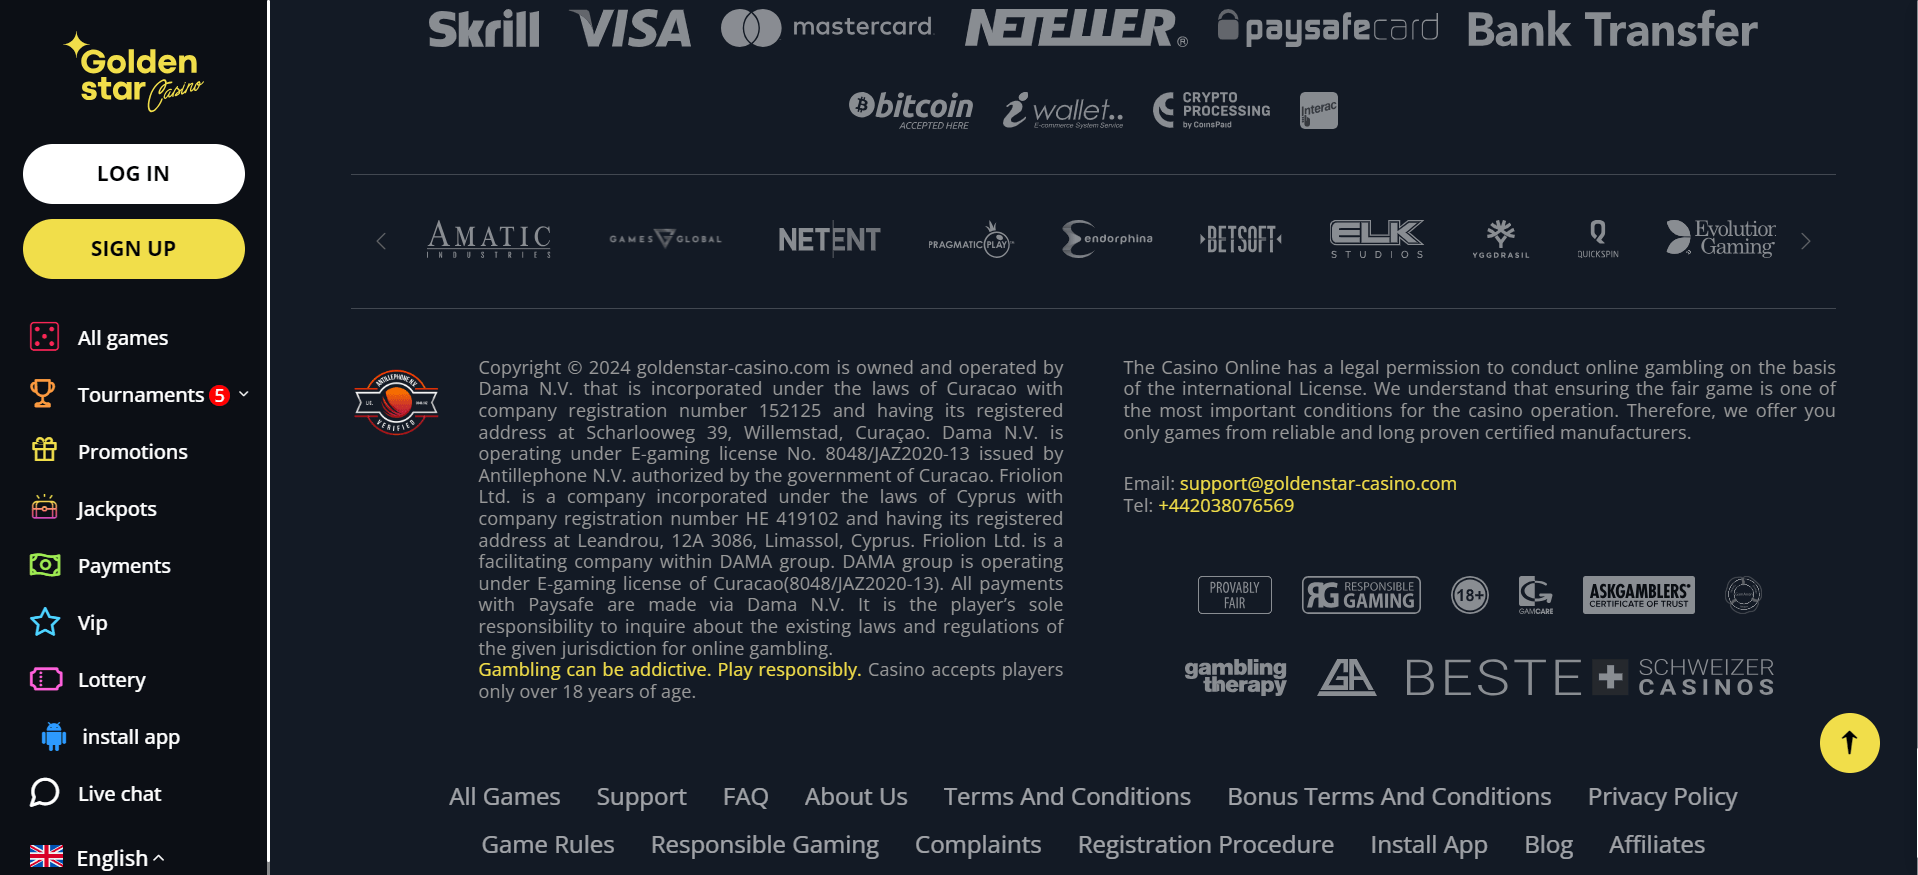 Golden
star Casino
LOG IN
SIGN UP
All games
Tournaments 5
Promotions
Jackpots
Payments
Vip
Lottery
install app
Live chat
English
Skrill VISA mastercard NETELLER® paysafecard Bank Transfer
bitcoin
ACCEPTED HERE
i wallet..
E-commerce System Service
CRYPTO
PROCESSING
by CoinsPaid
Interac
AMATIC
INDUSTRIES
GAMES GLOBAL
NETENT
PRAGMATIC PLAY
endorphina
BETSOFT
ELK
STUDIOS
YGGDRASIL
QUICKSPIN
Evolution
Gaming
ANTILLEPHONE N.V.
VERIFIED
Copyright © 2024 goldenstar-casino.com is owned and operated by
Dama N.V. that is incorporated under the laws of Curacao with
company registration number 152125 and having its registered
address at Scharlooweg 39, Willemstad, Curaçao. Dama N.V. is
operating under E-gaming license No. 8048/JAZ2020-13 issued by
Antillephone N.V. authorized by the government of Curacao. Friolion
Ltd. is a company incorporated under the laws of Cyprus with
company registration number HE 419102 and having its registered
address at Leandrou, 12A 3086, Limassol, Cyprus. Friolion Ltd. is a
facilitating company within DAMA group. DAMA group is operating
under E-gaming license of Curacao(8048/JAZ2020-13). All payments
with Paysafe are made via Dama N.V. It is the player’s sole
responsibility to inquire about the existing laws and regulations of
the given jurisdiction for online gambling.
Gambling can be addictive. Play responsibly. Casino accepts players
only over 18 years of age.
The Casino Online has a legal permission to conduct online gambling on the basis
of the international License. We understand that ensuring the fair game is one of
the most important conditions for the casino operation. Therefore, we offer you
only games from reliable and long proven certified manufacturers.
Email: support@goldenstar-casino.com
Tel: +442038076569
PROVABLY
FAIR
RG RESPONSIBLE
GAMING
18+
GAMCARE
ASKGAMBLERS
CERTIFICATE OF TRUST
gambling
therapy
GA
BESTE SCHWEIZER
CASINOS
All Games Support FAQ About Us Terms And Conditions Bonus Terms And Conditions Privacy Policy
Game Rules Responsible Gaming Complaints Registration Procedure Install App Blog Affiliates